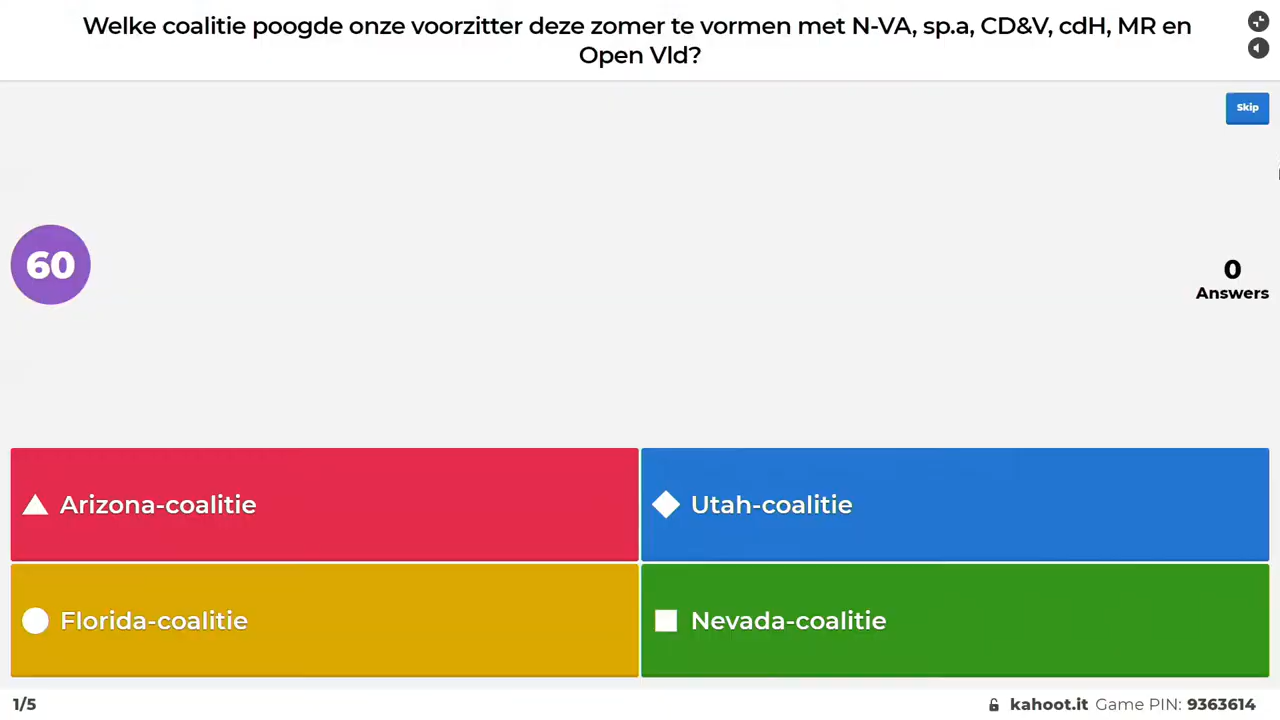 Welke coalitie poogde onze voorzitter deze zomer te vormen met N-VA, sp.a, CD&V, cdH, MR en
Open Vld?
Skip
60
0
Answers
Arizona-coalitie
Utah-coalitie
Florida-coalitie
Nevada-coalitie
1/5
kahoot.it Game PIN: 9363614